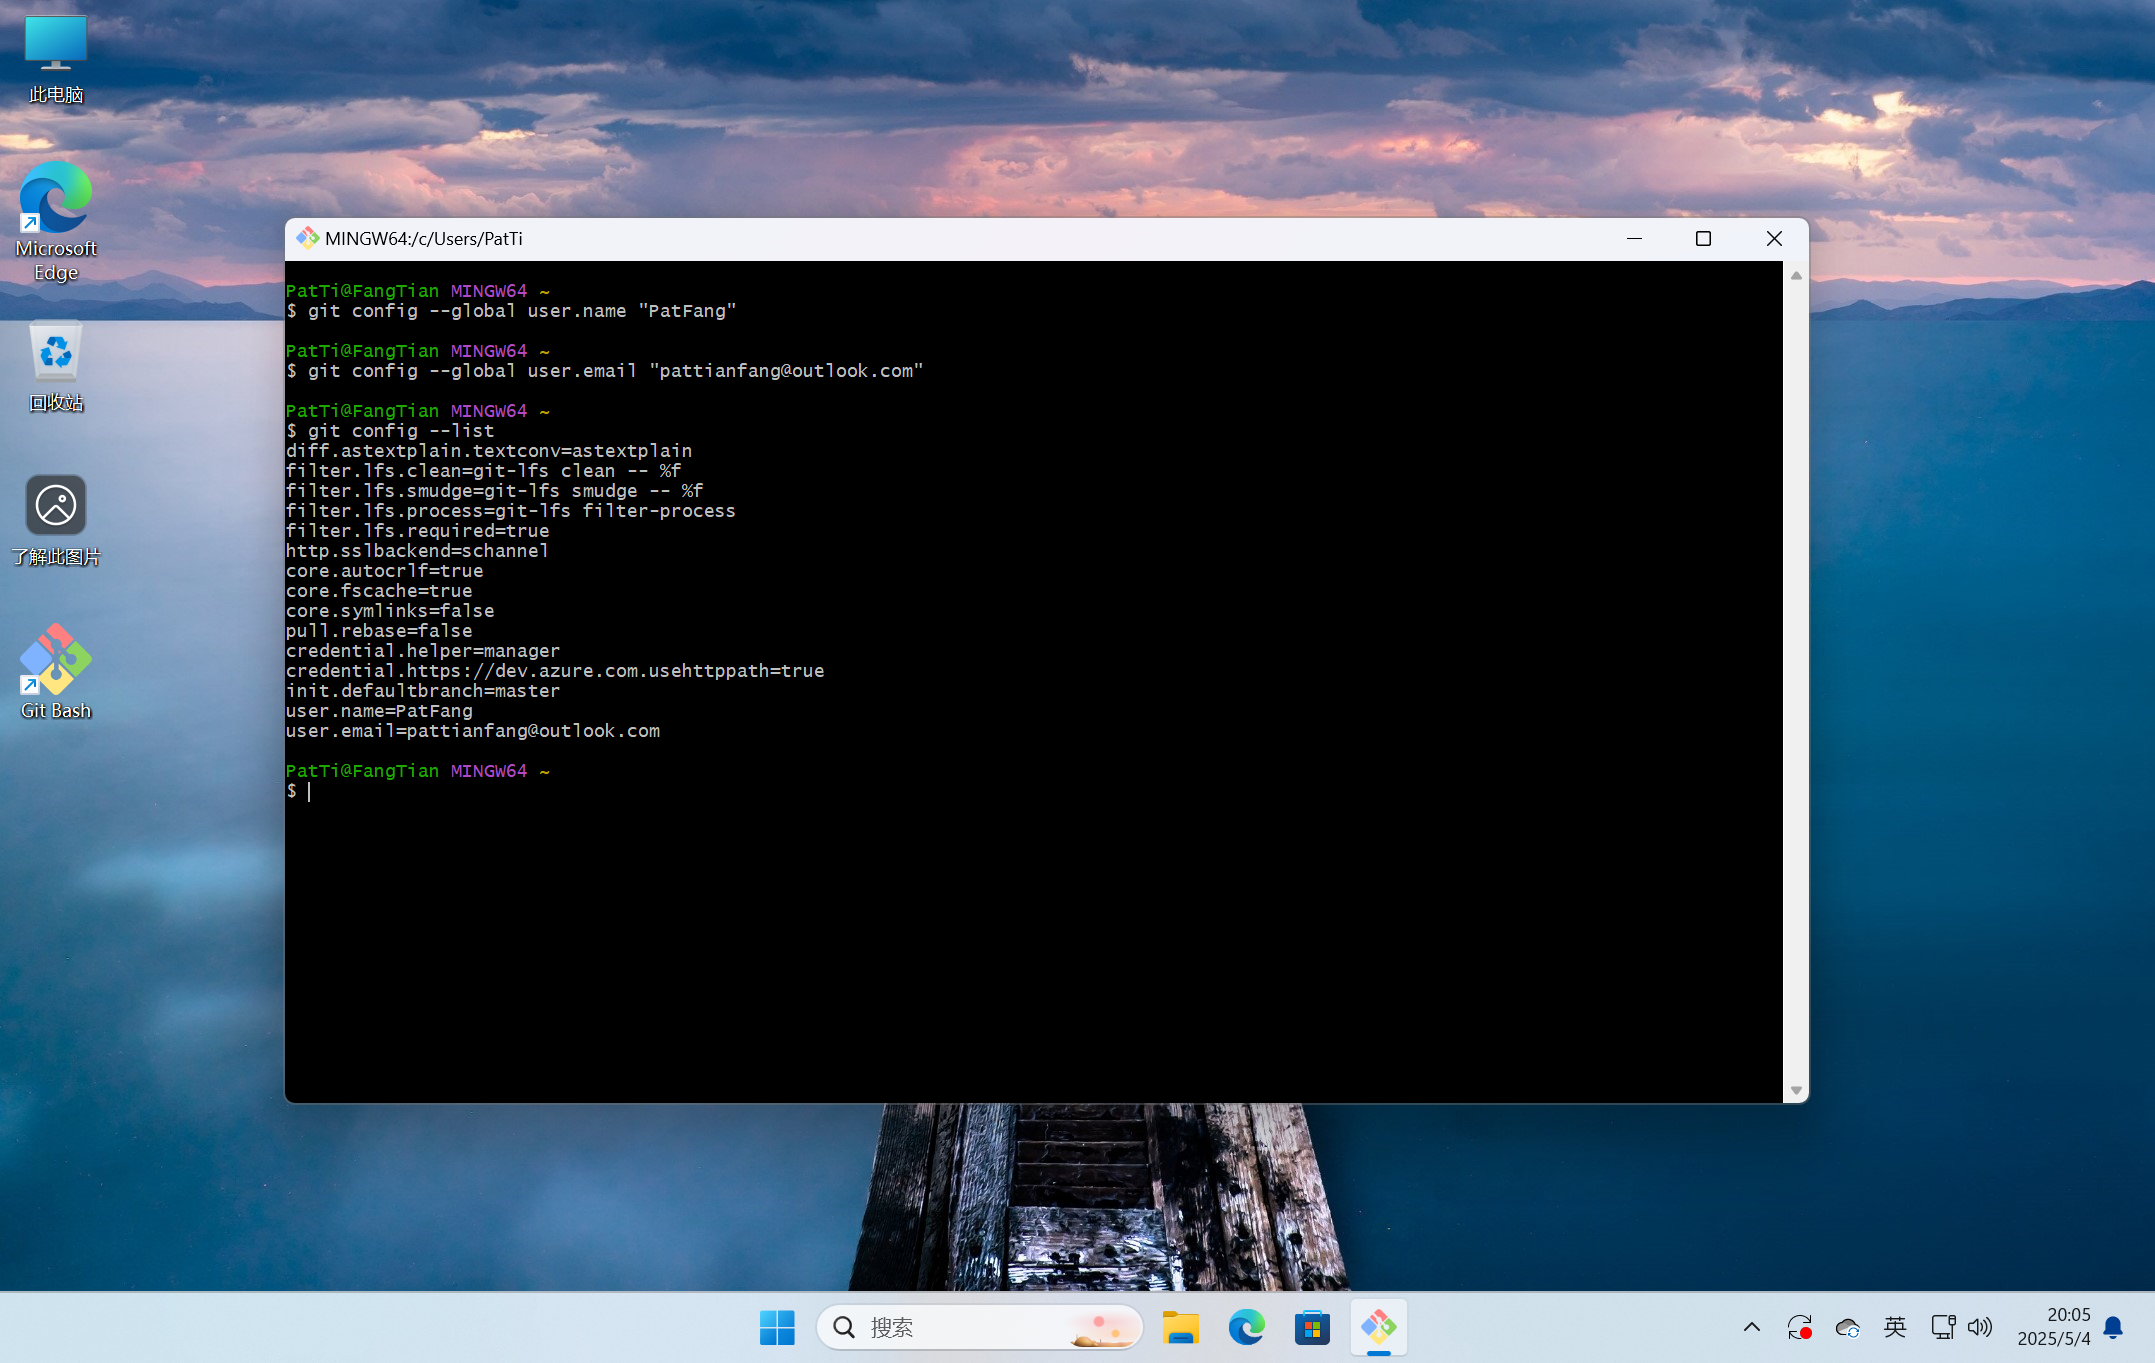 此电脑
Microsoft
Edge
回收站
了解此图片
Git Bash
MINGW64:/c/Users/PatTi
PatTi@FangTian MINGW64 ~
$ git config --global user.name "PatFang"
PatTi@FangTian MINGW64 ~
$ git config --global user.email "pattianfang@outlook.com"
PatTi@FangTian MINGW64 ~
$ git config --list
diff.astextplain.textconv=astextplain
filter.lfs.clean=git-lfs clean -- %f
filter.lfs.smudge=git-lfs smudge -- %f
filter.lfs.process=git-lfs filter-process
filter.lfs.required=true
http.sslbackend=schannel
core.autocrlf=true
core.fscache=true
core.symlinks=false
pull.rebase=false
credential.helper=manager
credential.https://dev.azure.com.usehttppath=true
init.defaultbranch=master
user.name=PatFang
user.email=pattianfang@outlook.com
PatTi@FangTian MINGW64 ~
$
搜索
英
20:05
2025/5/4